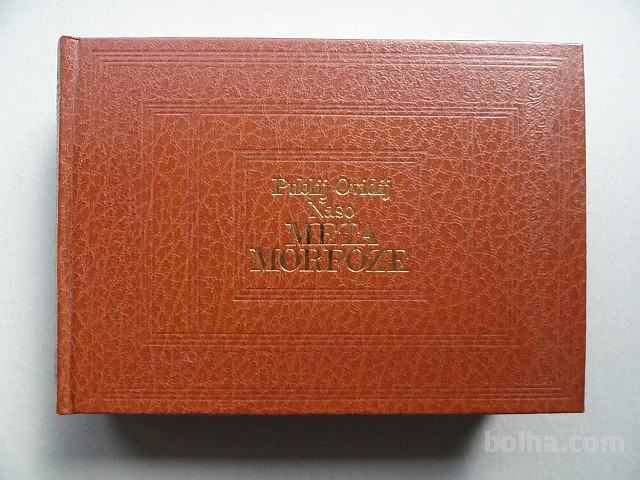 Publij Ovidij
Naso
META
MORFOZE
bolha.com